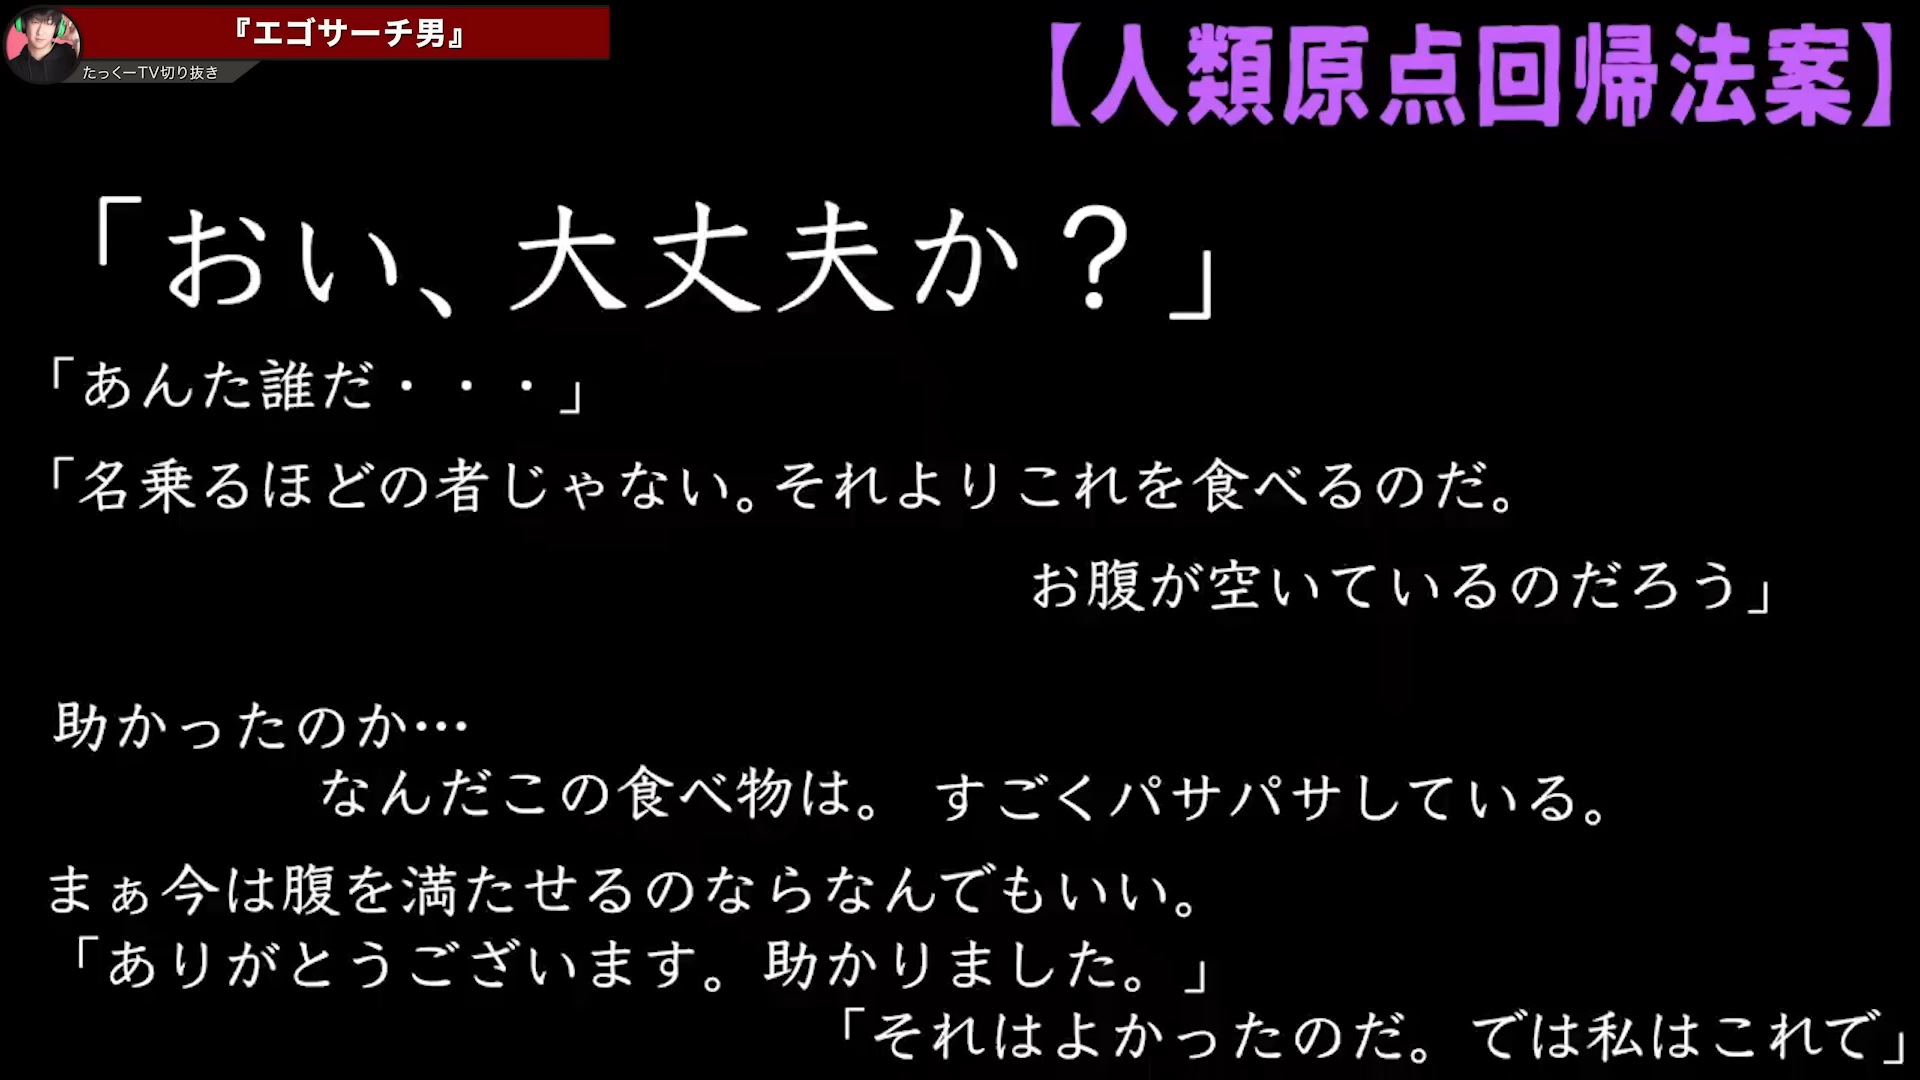 『エゴサーチ男』
たっくーTV切り抜き
【人類原点回帰法案】
「おい、大丈夫か？」
「あんた誰だ・・・」
「名乗るほどの者じゃない。それよりこれを食べるのだ。
お腹が空いているのだろう」
助かったのか…
なんだこの食べ物は。 すごくパサパサしている。
まぁ今は腹を満たせるのならなんでもいい。
「ありがとうございます。助かりました。」
「それはよかったのだ。では私はこれで」